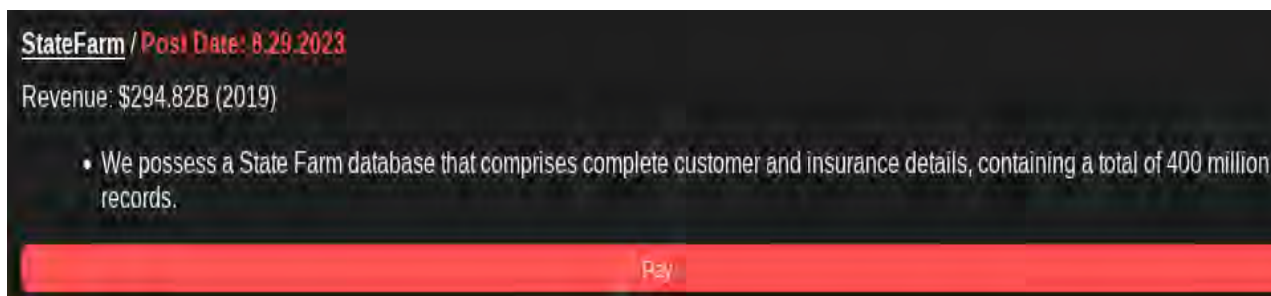 StateFarm / Post Date: 8.29.2023
Revenue: $294.82B (2019)
• We possess a State Farm database that comprises complete customer and insurance details, containing a total of 400 million
records.
Pay